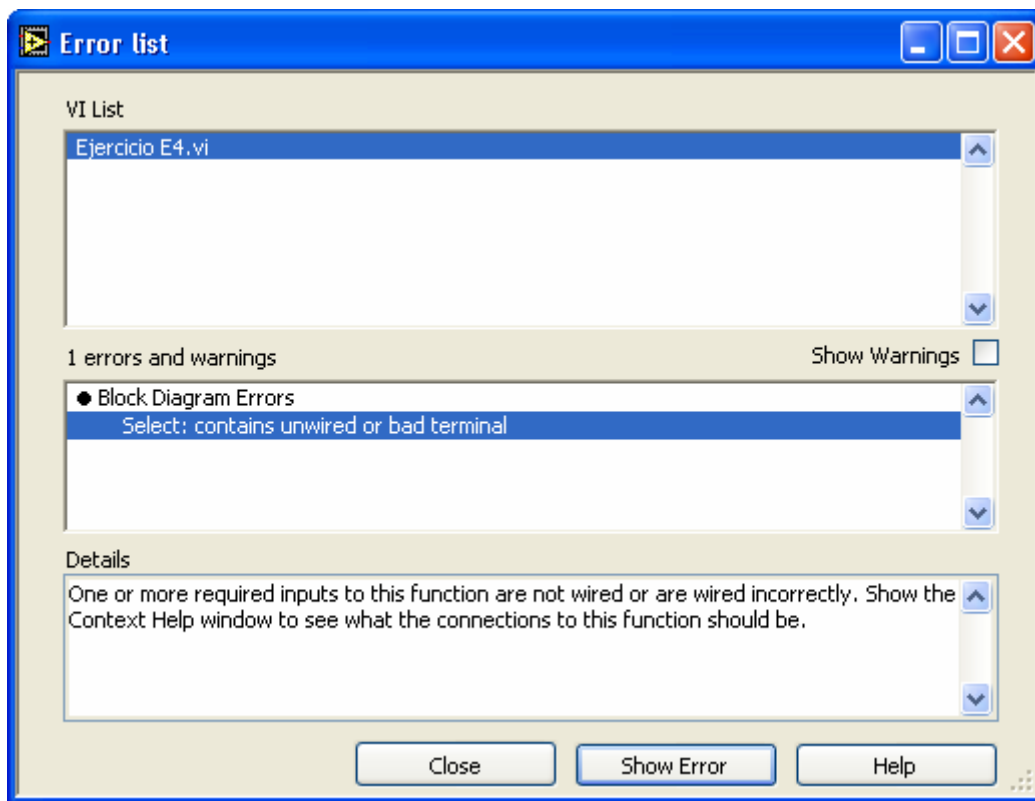 Error list
VI List
Ejercicio E4.vi
1 errors and warnings
Show Warnings
Block Diagram Errors
Select: contains unwired or bad terminal
Details
One or more required inputs to this function are not wired or are wired incorrectly. Show the
Context Help window to see what the connections to this function should be.
Close
Show Error
Help